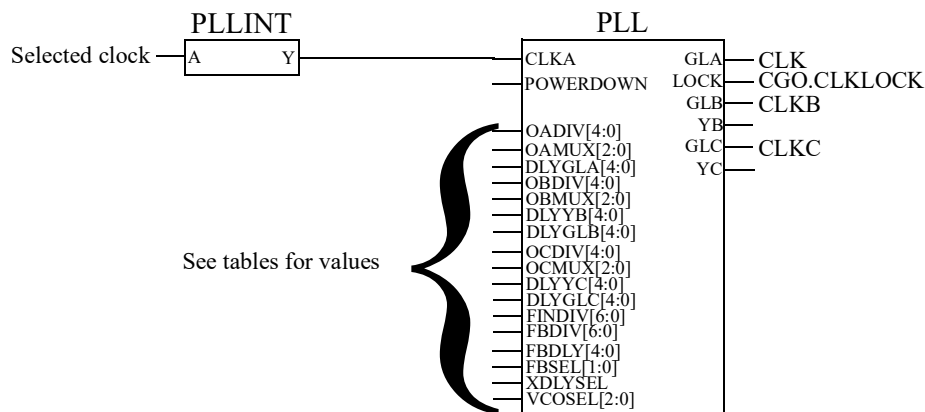 PLLINT
PLL
Selected clock
A
Y
CLKA
POWERDOWN
OADIV[4:0]
OAMUX[2:0]
DLYGLA[4:0]
OBDIV[4:0]
OBMUX[2:0]
DLYYB[4:0]
DLYGLB[4:0]
OCDIV[4:0]
OCMUX[2:0]
DLYYC[4:0]
DLYGLC[4:0]
FINDIV[6:0]
FBDIV[6:0]
FBDLY[4:0]
FBSEL[1:0]
XDLYSEL
VCOSEL[2:0]
See tables for values
GLA CLK
LOCK CGO.CLKLOCK
GLB CLKB
YB
GLC CLKC
YC